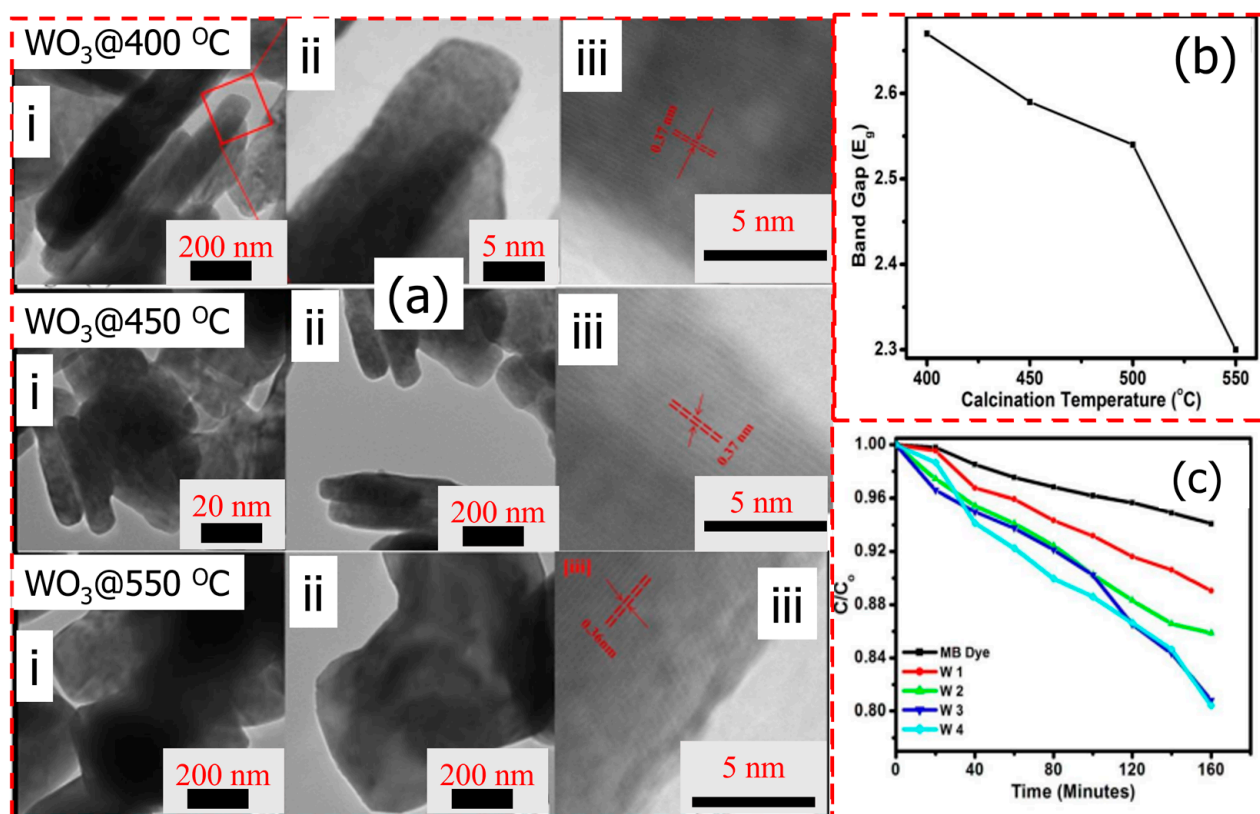 WO₃@400 ᴼC
i
200 nm
ii
5 nm
iii
0.37 nm
5 nm
(a)
WO₃@450 ᴼC
i
20 nm
ii
200 nm
iii
0.37 nm
5 nm
WO₃@550 ᴼC
i
200 nm
ii
200 nm
[iii]
0.36nm
iii
5 nm
(b)
Band Gap (Eg)
2.6
2.5
2.4
2.3
400 450 500 550
Calcination Temperature (°C)
(c)
C/Co
1.00
0.96
0.92
0.88
0.84
0.80
MB Dye
W 1
W 2
W 3
W 4
0 40 80 120 160
Time (Minutes)